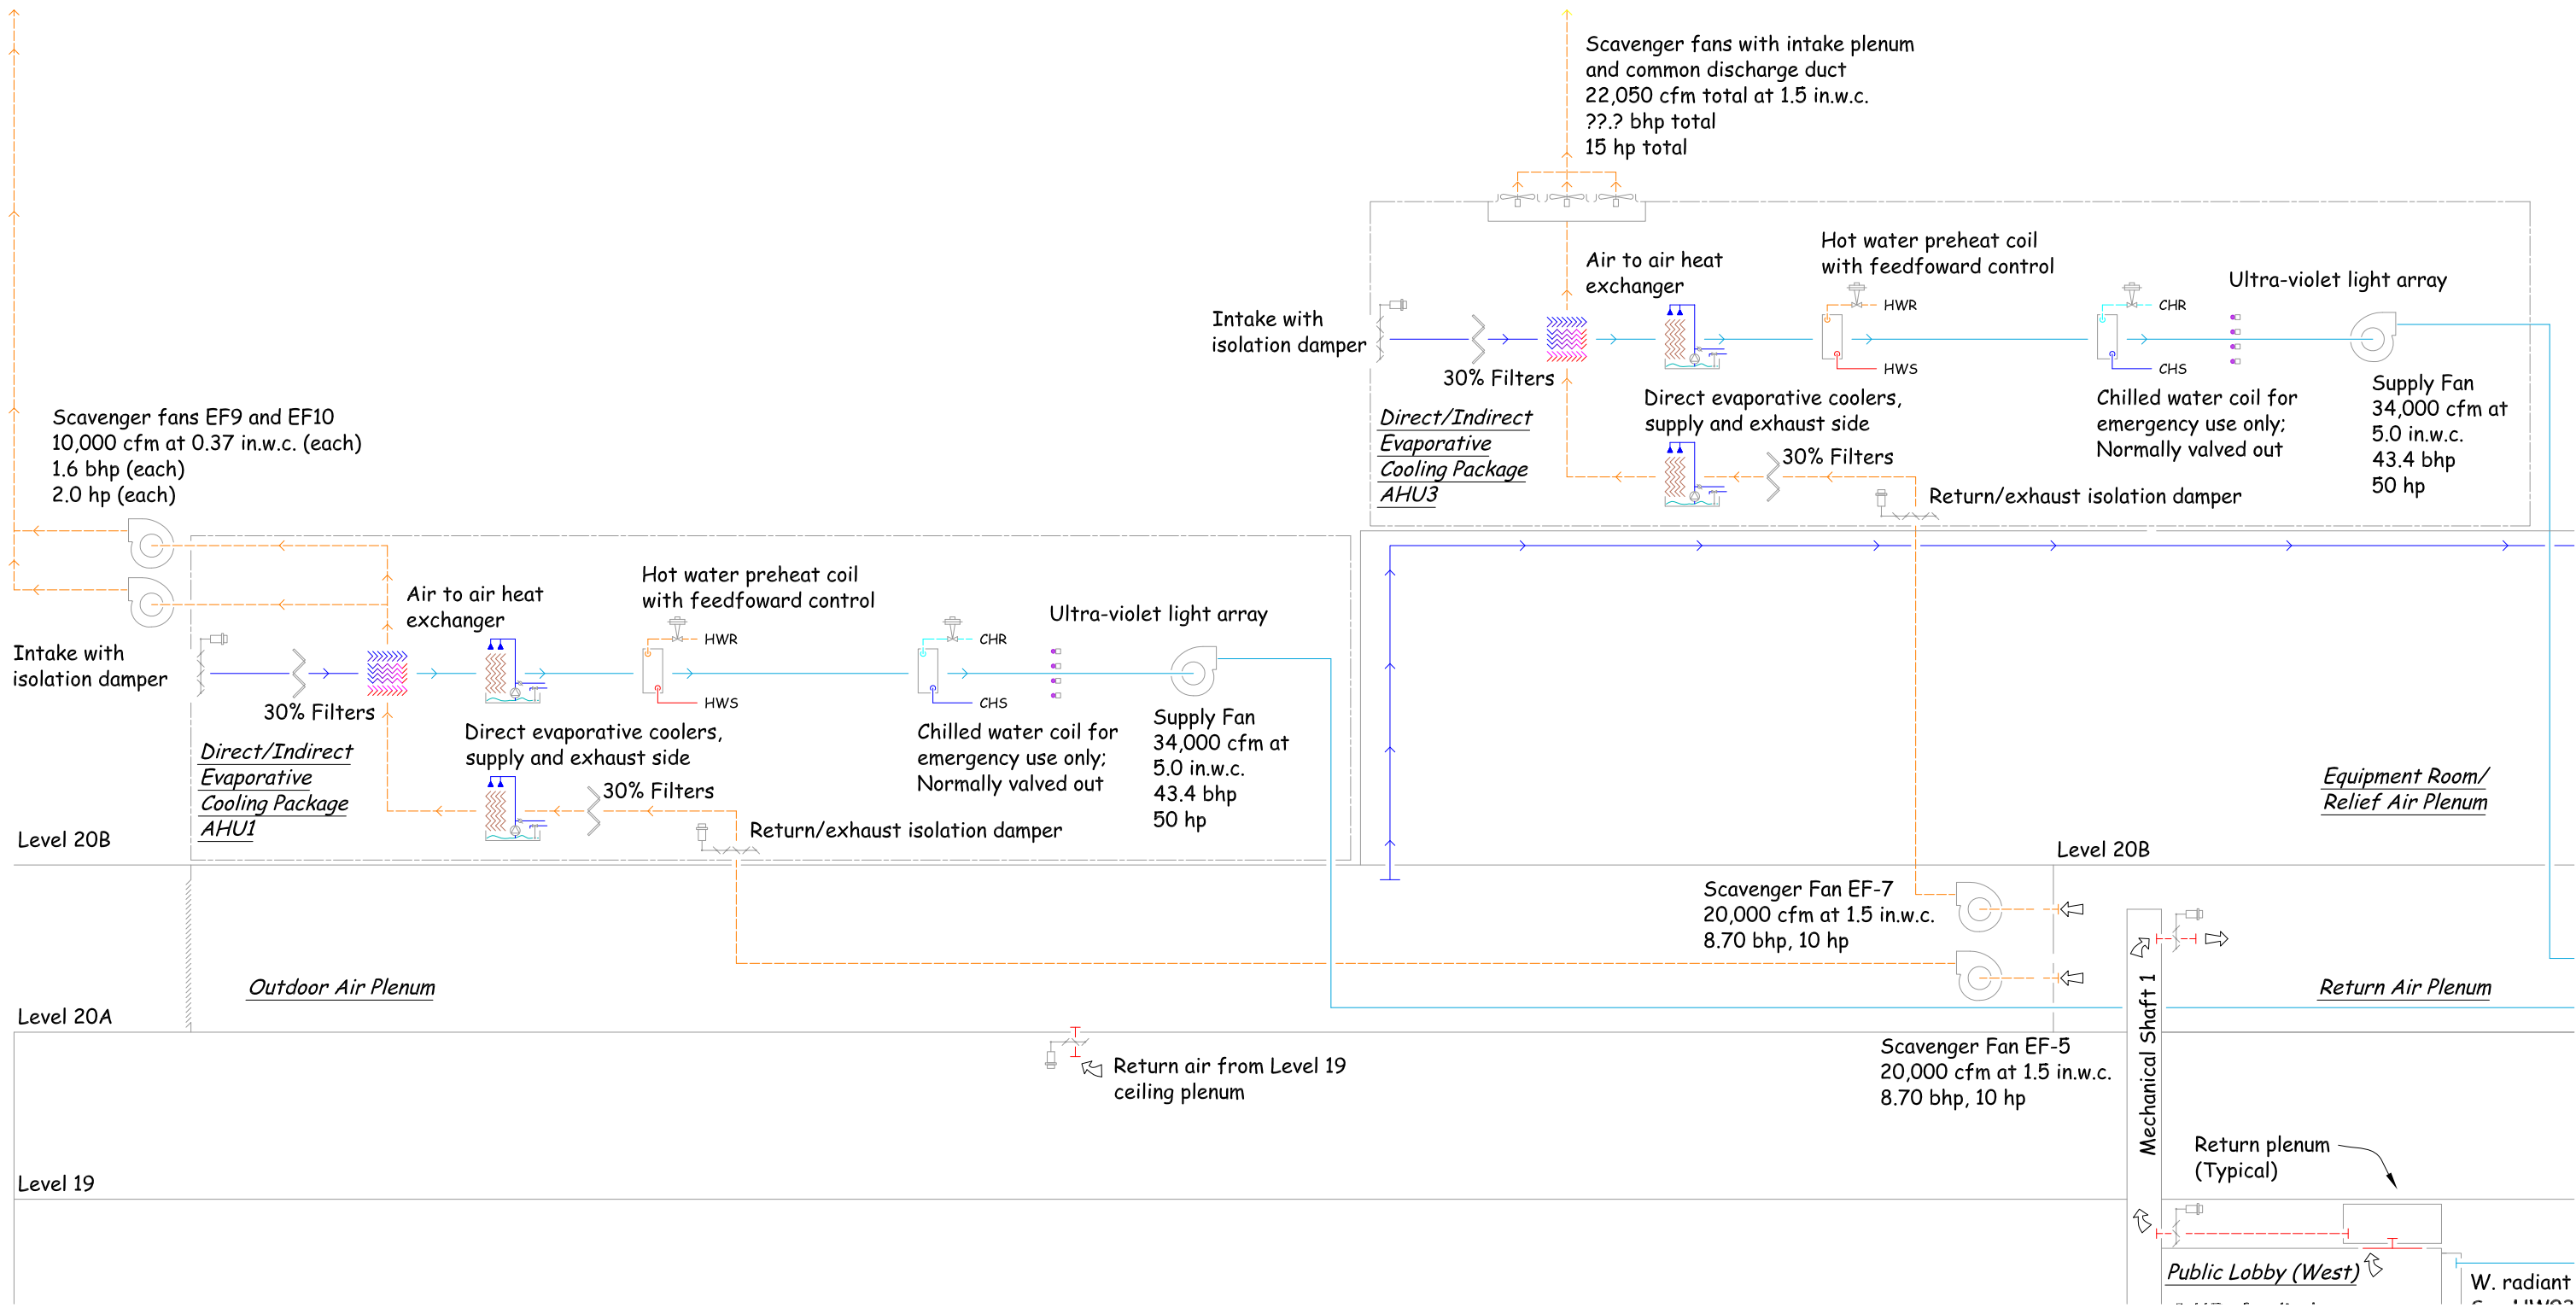 Scavenger fans with intake plenum
and common discharge duct
22,050 cfm total at 1.5 in.w.c.
??.? bhp total
15 hp total
Air to air heat
exchanger
Hot water preheat coil
with feedfoward control
HWR
HWS
CHR
CHS
Ultra-violet light array
Intake with
isolation damper
30% Filters
Direct/Indirect
Evaporative
Cooling Package
AHU3
Direct evaporative coolers,
supply and exhaust side
30% Filters
Chilled water coil for
emergency use only;
Normally valved out
Supply Fan
34,000 cfm at
5.0 in.w.c.
43.4 bhp
50 hp
Return/exhaust isolation damper
Scavenger fans EF9 and EF10
10,000 cfm at 0.37 in.w.c. (each)
1.6 bhp (each)
2.0 hp (each)
Air to air heat
exchanger
Hot water preheat coil
with feedfoward control
HWR
HWS
CHR
CHS
Ultra-violet light array
Intake with
isolation damper
30% Filters
Direct/Indirect
Evaporative
Cooling Package
AHU1
Direct evaporative coolers,
supply and exhaust side
30% Filters
Chilled water coil for
emergency use only;
Normally valved out
Supply Fan
34,000 cfm at
5.0 in.w.c.
43.4 bhp
50 hp
Return/exhaust isolation damper
Equipment Room/
Relief Air Plenum
Level 20B
Level 20B
Scavenger Fan EF-7
20,000 cfm at 1.5 in.w.c.
8.70 bhp, 10 hp
Outdoor Air Plenum
Return Air Plenum
Level 20A
Mechanical Shaft 1
Scavenger Fan EF-5
20,000 cfm at 1.5 in.w.c.
8.70 bhp, 10 hp
Return air from Level 19
ceiling plenum
Return plenum
(Typical)
Level 19
Public Lobby (West)
W. radiant